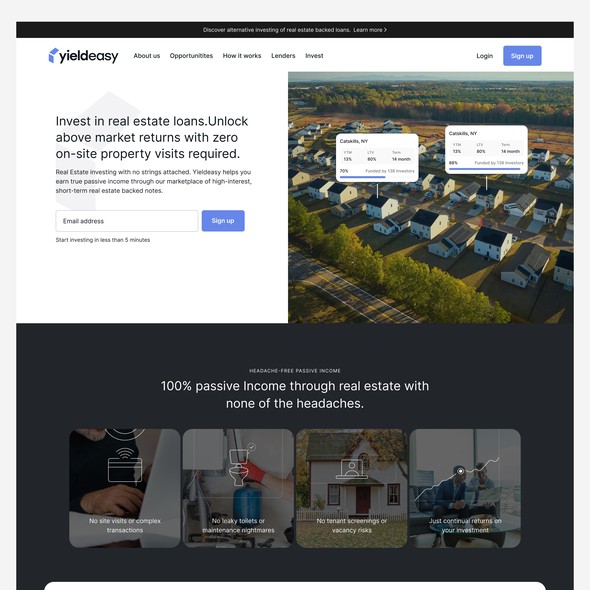 Discover alternative investing of real estate backed loans. Learn more
yieldeasy
About us
Opportunitites
How it works
Lenders
Invest
Login
Sign up
Invest in real estate loans.Unlock
above market returns with zero
on-site property visits required.
Real Estate investing with no strings attached. Yieldeasy helps you
earn true passive income through our marketplace of high-interest,
short-term real estate backed notes.
Email address
Sign up
Start investing in less than 5 minutes
Catskills, NY
YTM LTV Term
13% 80% 14 month
70% Funded by 138 Investors
Catskills, NY
YTM LTV Term
13% 80% 14 month
88% Funded by 138 Investors
HEADACHE-FREE PASSIVE INCOME
100% passive Income through real estate with
none of the headaches.
No site visits or complex
transactions
No leaky toilets or
maintenance nightmares
No tenant screenings or
vacancy risks
Just continual returns on
your investment